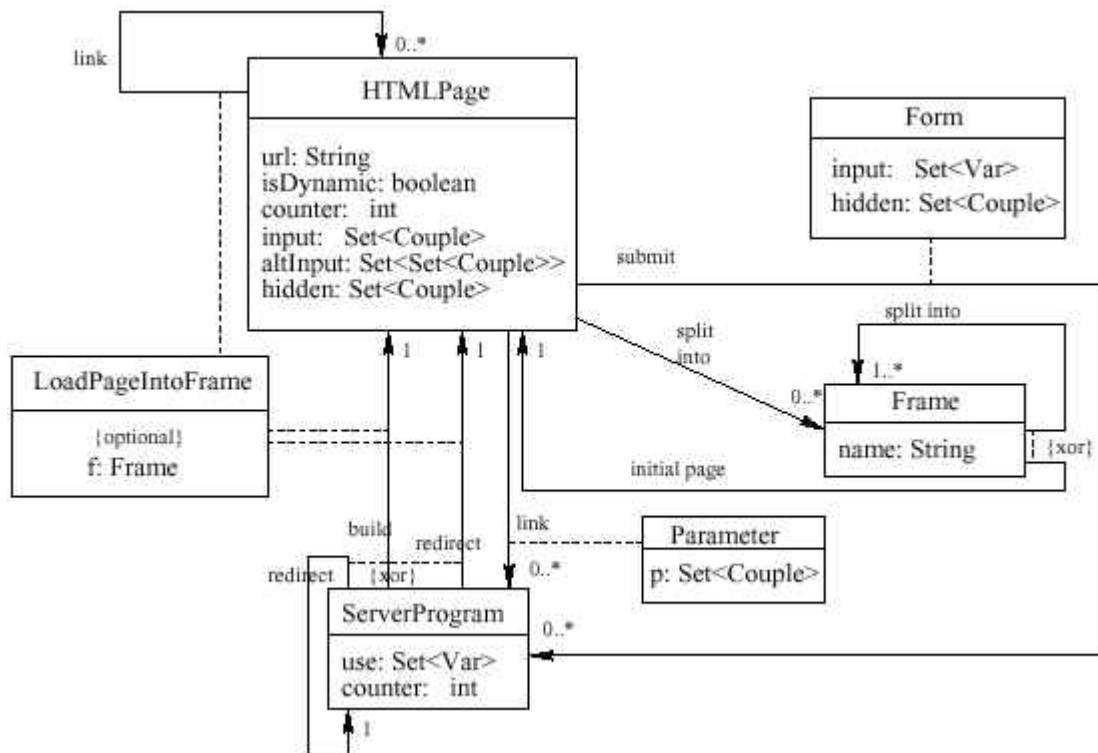 link
0..*
HTMLPage
url: String
isDynamic: boolean
counter: int
input: Set<Couple>
altInput: Set<Set<Couple>>
hidden: Set<Couple>
Form
input: Set<Var>
hidden: Set<Couple>
submit
split into
split
into
1
1
1
1..*
0..*
LoadPageIntoFrame
{optional}
f: Frame
Frame
name: String
{xor}
initial page
build
redirect
link
Parameter
p: Set<Couple>
redirect
{xor}
0..*
ServerProgram
use: Set<Var>
counter: int
0..*
1